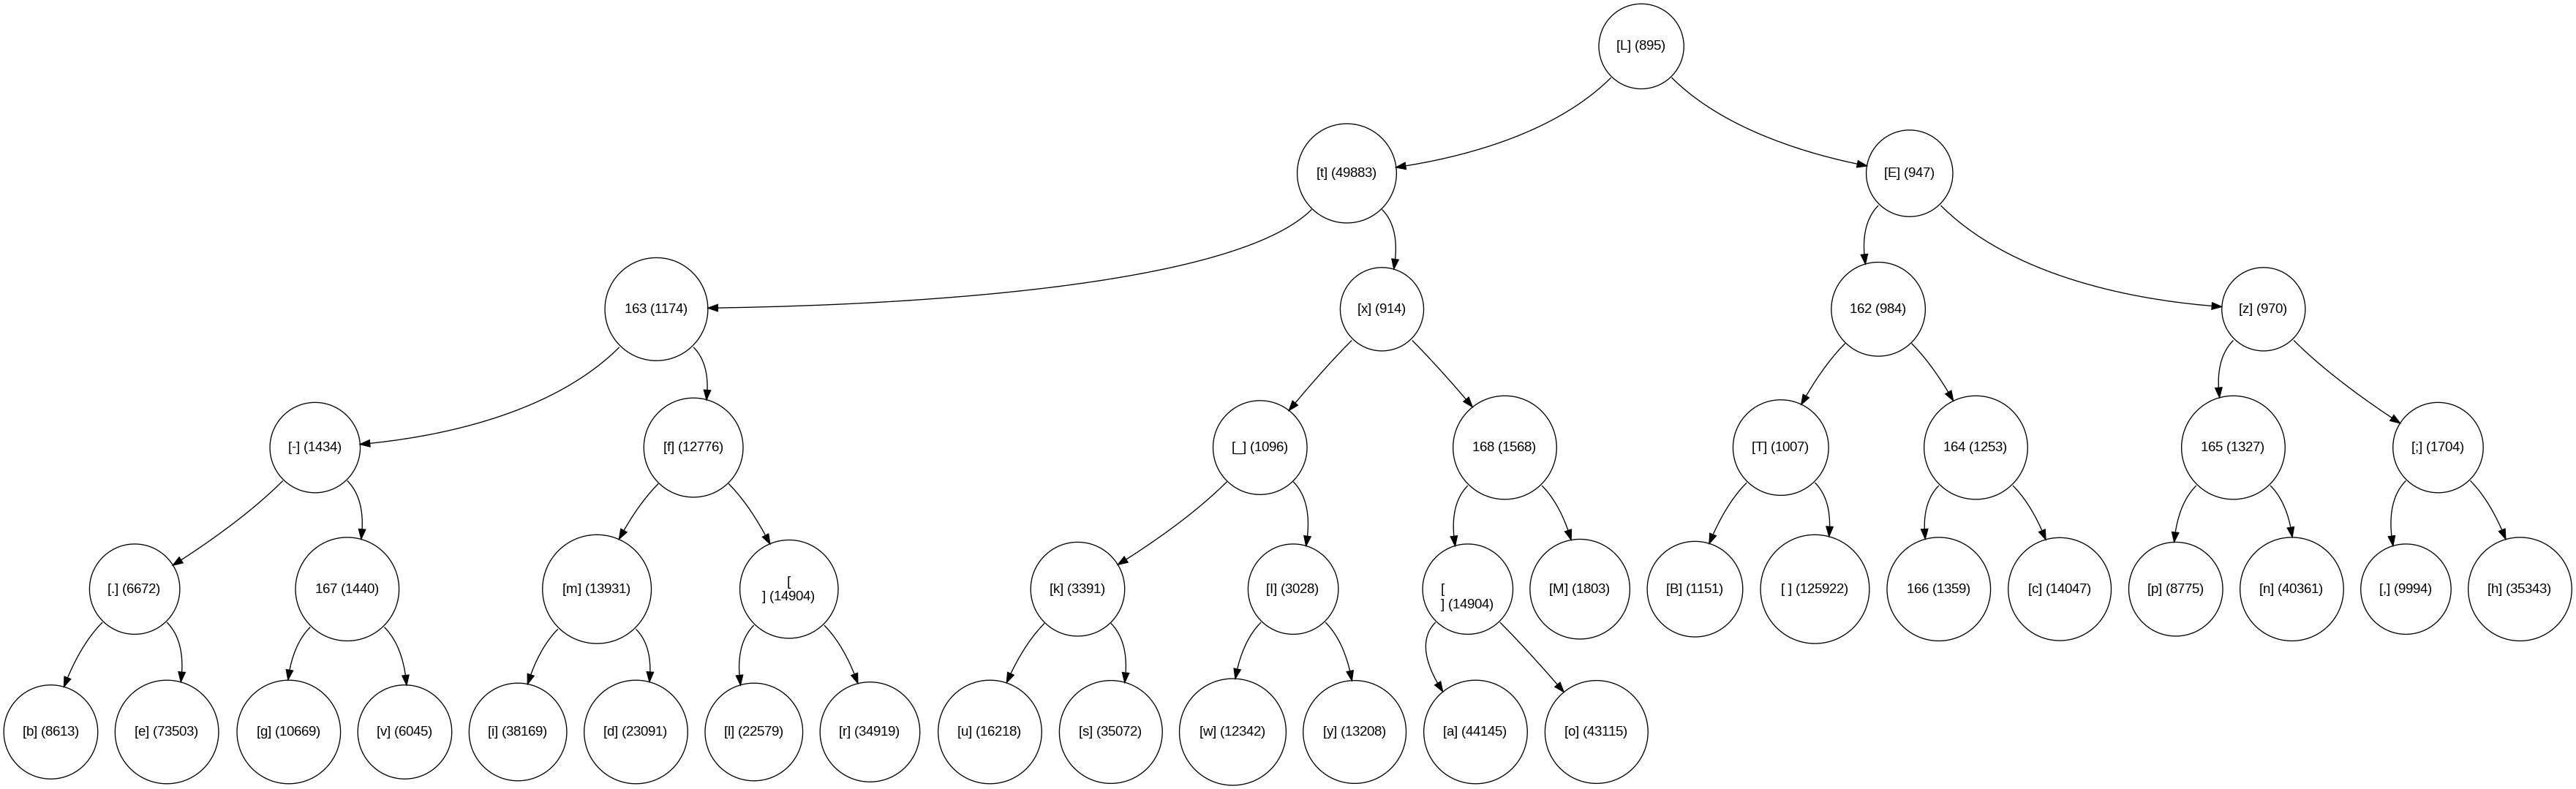 [L] (895)
[t] (49883)
[E] (947)
163 (1174)
[x] (914)
162 (984)
[z] (970)
[-] (1434)
[f] (12776)
[_] (1096)
168 (1568)
[T] (1007)
164 (1253)
165 (1327)
[;] (1704)
[.] (6672)
167 (1440)
[m] (13931)
[
] (14904)
[k] (3391)
[I] (3028)
[
] (14904)
[M] (1803)
[B] (1151)
[ ] (125922)
166 (1359)
[c] (14047)
[p] (8775)
[n] (40361)
[,] (9994)
[h] (35343)
[b] (8613)
[e] (73503)
[g] (10669)
[v] (6045)
[i] (38169)
[d] (23091)
[l] (22579)
[r] (34919)
[u] (16218)
[s] (35072)
[w] (12342)
[y] (13208)
[a] (44145)
[o] (43115)